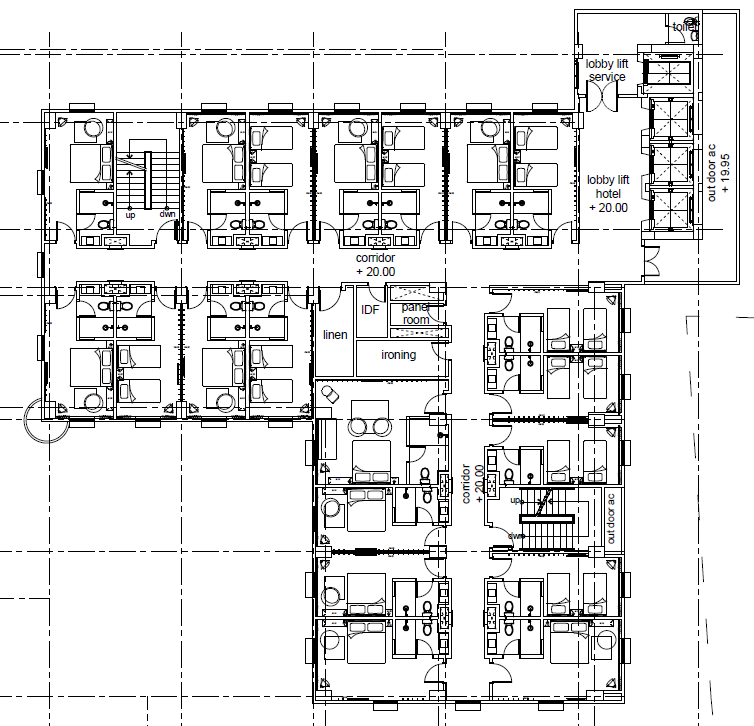 toilet
lobby lift
service
out door ac
+ 19.95
lobby lift
hotel
+ 20.00
up
dwn
corridor
+ 20.00
IDF
panel
room
linen
ironing
corridor
+ 20.00
up
dwn
out door ac